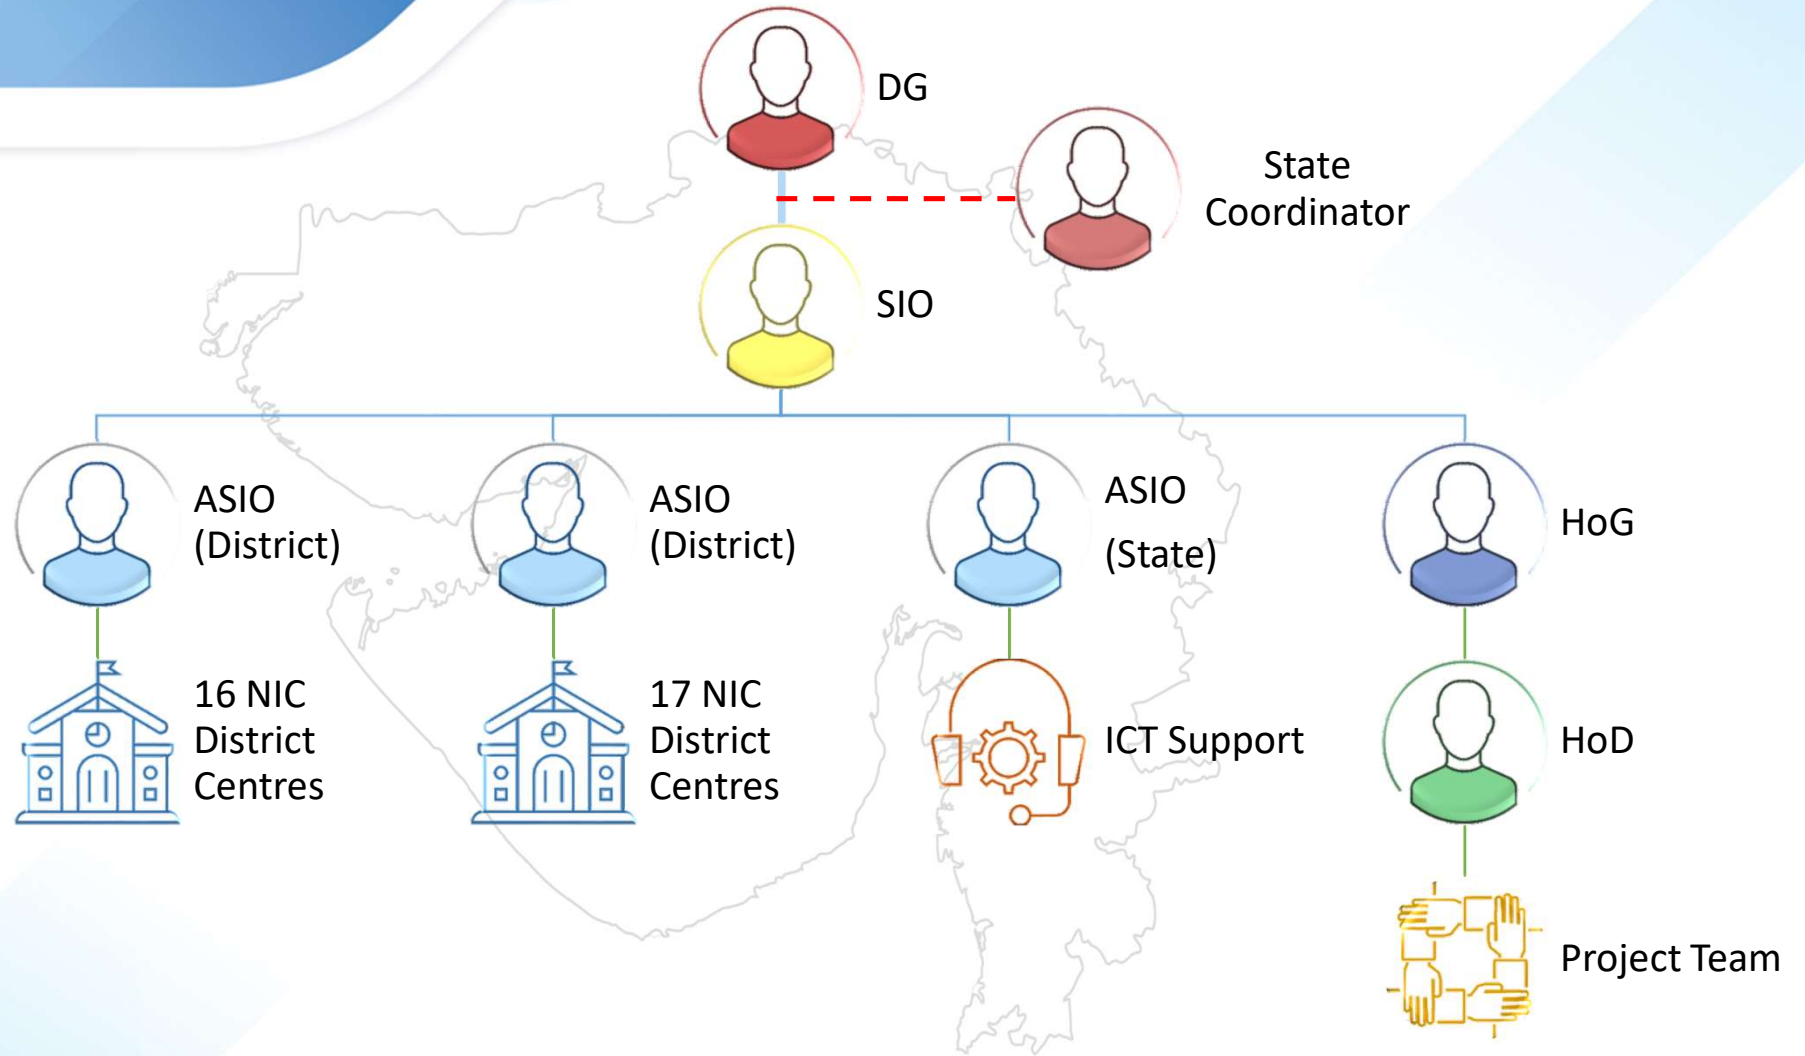 DG
State
Coordinator
SIO
ASIO
(District)
ASIO
(District)
ASIO
(State)
HoG
16 NIC
District
Centres
17 NIC
District
Centres
ICT Support
HoD
Project Team